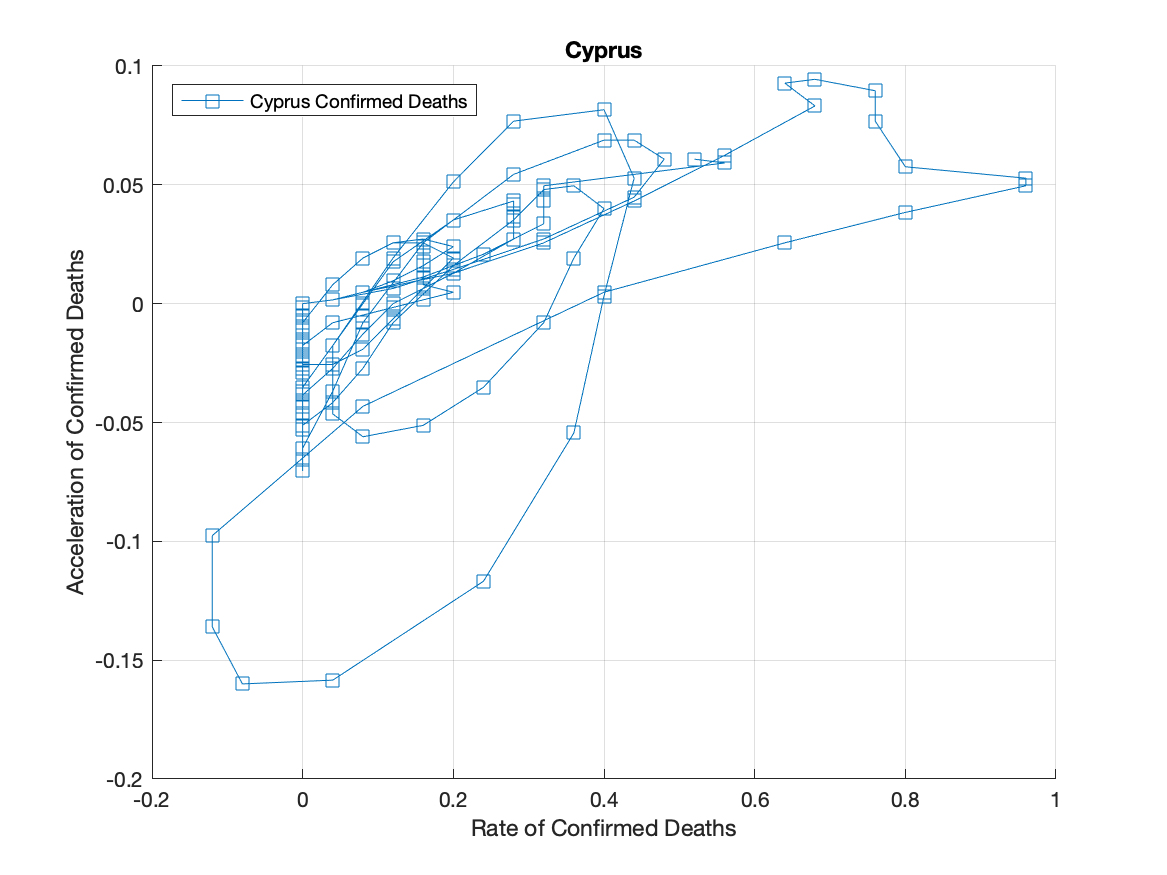 Cyprus
Cyprus Confirmed Deaths
0.1
0.05
0
-0.05
-0.1
-0.15
-0.2
Acceleration of Confirmed Deaths
-0.2 0 0.2 0.4 0.6 0.8 1
Rate of Confirmed Deaths